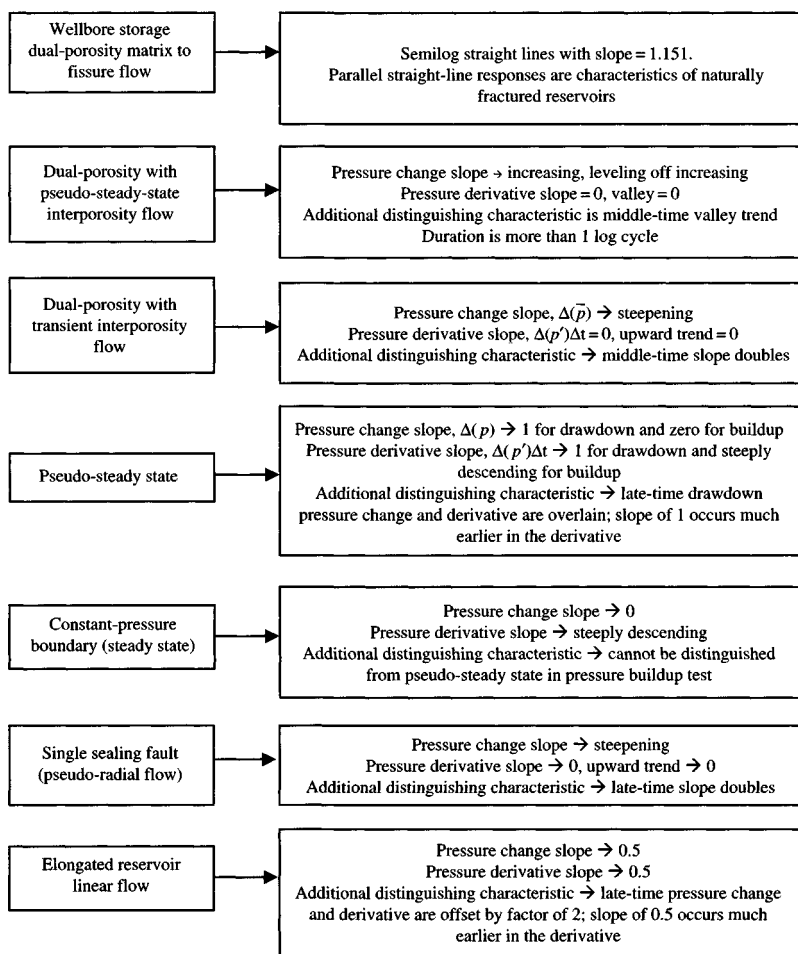 Wellbore storage
dual-porosity matrix to
fissure flow
Semilog straight lines with slope = 1.151.
Parallel straight-line responses are characteristics of naturally
fractured reservoirs
Dual-porosity with
pseudo-steady-state
interporosity flow
Pressure change slope → increasing, leveling off increasing
Pressure derivative slope = 0, valley = 0
Additional distinguishing characteristic is middle-time valley trend
Duration is more than 1 log cycle
Dual-porosity with
transient interporosity
flow
Pressure change slope, Δ(p̄) → steepening
Pressure derivative slope, Δ(p′)Δt = 0, upward trend = 0
Additional distinguishing characteristic → middle-time slope doubles
Pseudo-steady state
Pressure change slope, Δ(p) → 1 for drawdown and zero for buildup
Pressure derivative slope, Δ(p′)Δt → 1 for drawdown and steeply
descending for buildup
Additional distinguishing characteristic → late-time drawdown
pressure change and derivative are overlain; slope of 1 occurs much
earlier in the derivative
Constant-pressure
boundary (steady state)
Pressure change slope → 0
Pressure derivative slope → steeply descending
Additional distinguishing characteristic → cannot be distinguished
from pseudo-steady state in pressure buildup test
Single sealing fault
(pseudo-radial flow)
Pressure change slope → steepening
Pressure derivative slope → 0, upward trend → 0
Additional distinguishing characteristic → late-time slope doubles
Elongated reservoir
linear flow
Pressure change slope → 0.5
Pressure derivative slope → 0.5
Additional distinguishing characteristic → late-time pressure change
and derivative are offset by factor of 2; slope of 0.5 occurs much
earlier in the derivative